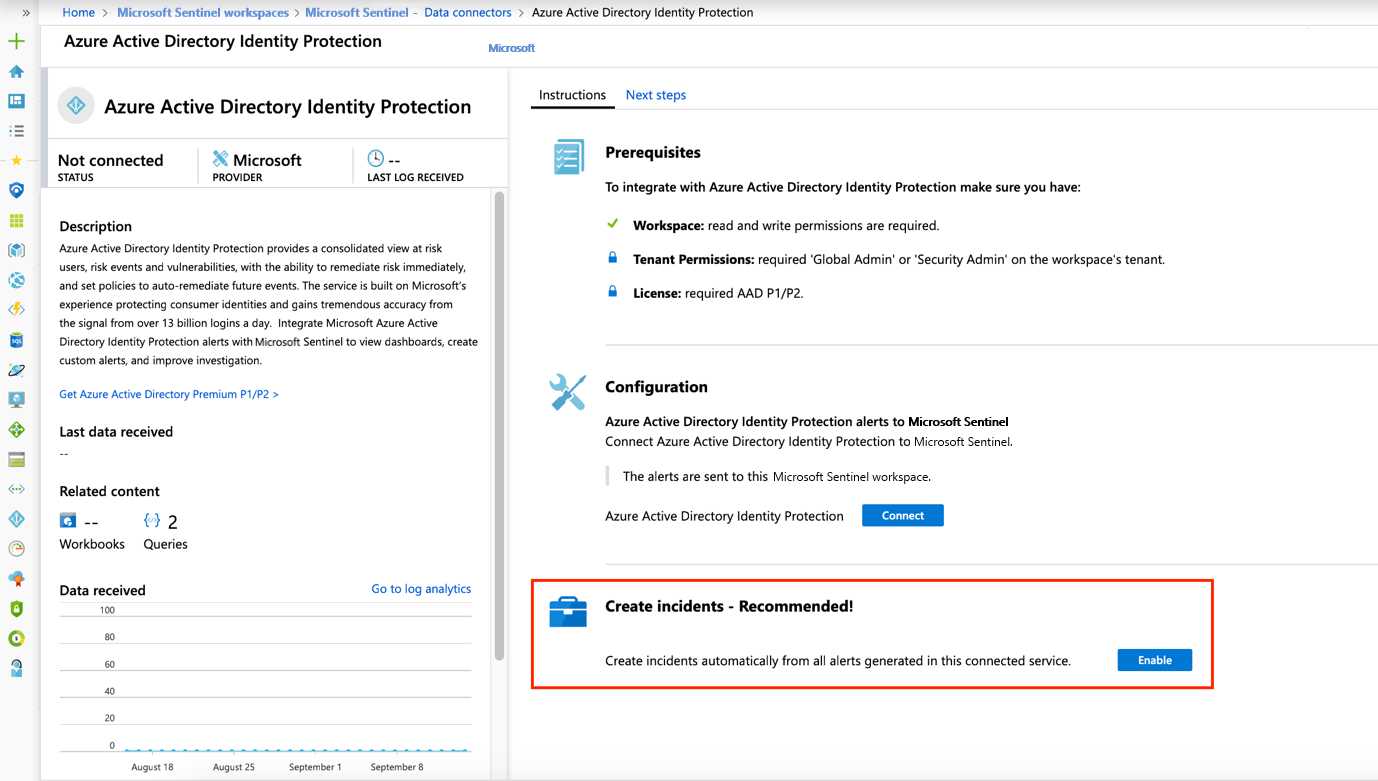 Home > Microsoft Sentinel workspaces > Microsoft Sentinel - Data connectors > Azure Active Directory Identity Protection
Azure Active Directory Identity Protection
Microsoft
Azure Active Directory Identity Protection
Not connected
STATUS
Microsoft
PROVIDER
--
LAST LOG RECEIVED
Description
Azure Active Directory Identity Protection provides a consolidated view at risk
users, risk events and vulnerabilities, with the ability to remediate risk immediately,
and set policies to auto-remediate future events. The service is built on Microsoft's
experience protecting consumer identities and gains tremendous accuracy from
the signal from over 13 billion logins a day. Integrate Microsoft Azure Active
Directory Identity Protection alerts with Microsoft Sentinel to view dashboards, create
custom alerts, and improve investigation.
Get Azure Active Directory Premium P1/P2 >
Last data received
--
Related content
-- 2
Workbooks Queries
Data received
Go to log analytics
100
80
60
40
20
0
August 18 August 25 September 1 September 8
Instructions Next steps
Prerequisites
To integrate with Azure Active Directory Identity Protection make sure you have:
Workspace: read and write permissions are required.
Tenant Permissions: required 'Global Admin' or 'Security Admin' on the workspace's tenant.
License: required AAD P1/P2.
Configuration
Azure Active Directory Identity Protection alerts to Microsoft Sentinel
Connect Azure Active Directory Identity Protection to Microsoft Sentinel.
The alerts are sent to this Microsoft Sentinel workspace.
Azure Active Directory Identity Protection Connect
Create incidents - Recommended!
Create incidents automatically from all alerts generated in this connected service. Enable